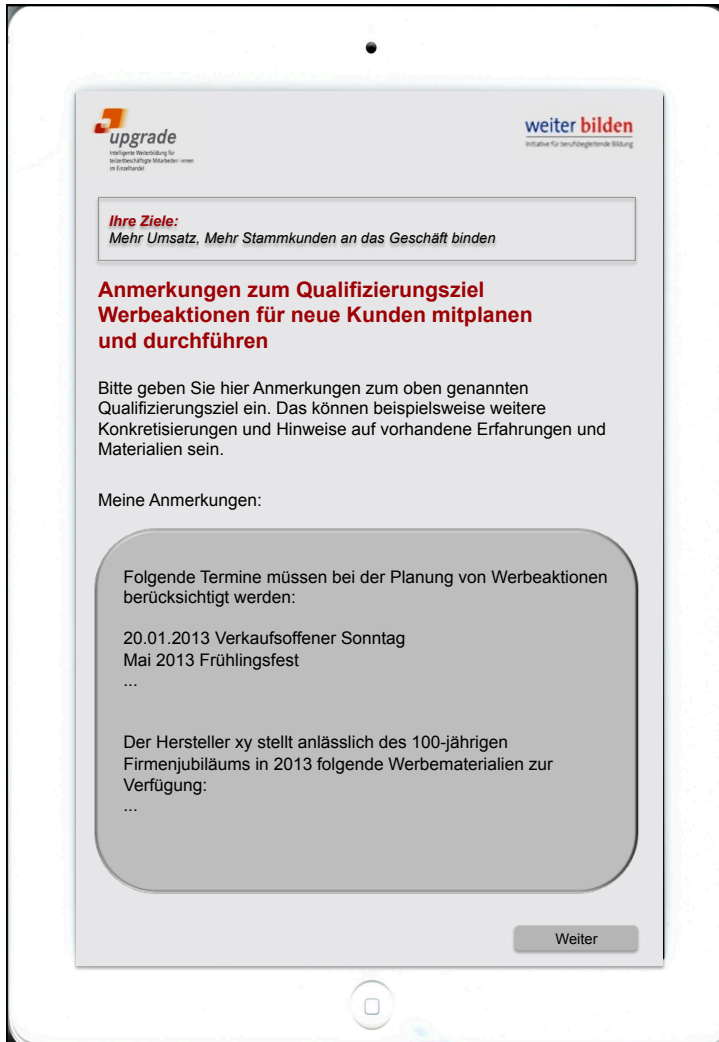 upgrade
Intelligente Weiterbildung für
teilzeitbeschäftigte Mitarbeiter/-innen
im Einzelhandel
weiter bilden
Initiative für berufsbegleitende Bildung
Ihre Ziele:
Mehr Umsatz, Mehr Stammkunden an das Geschäft binden
Anmerkungen zum Qualifizierungsziel
Werbeaktionen für neue Kunden mitplanen
und durchführen
Bitte geben Sie hier Anmerkungen zum oben genannten
Qualifizierungsziel ein. Das können beispielsweise weitere
Konkretisierungen und Hinweise auf vorhandene Erfahrungen und
Materialien sein.
Meine Anmerkungen:
Folgende Termine müssen bei der Planung von Werbeaktionen
berücksichtigt werden:
20.01.2013 Verkaufsoffener Sonntag
Mai 2013 Frühlingsfest
...
Der Hersteller xy stellt anlässlich des 100-jährigen
Firmenjubiläums in 2013 folgende Werbematerialien zur
Verfügung:
...
Weiter